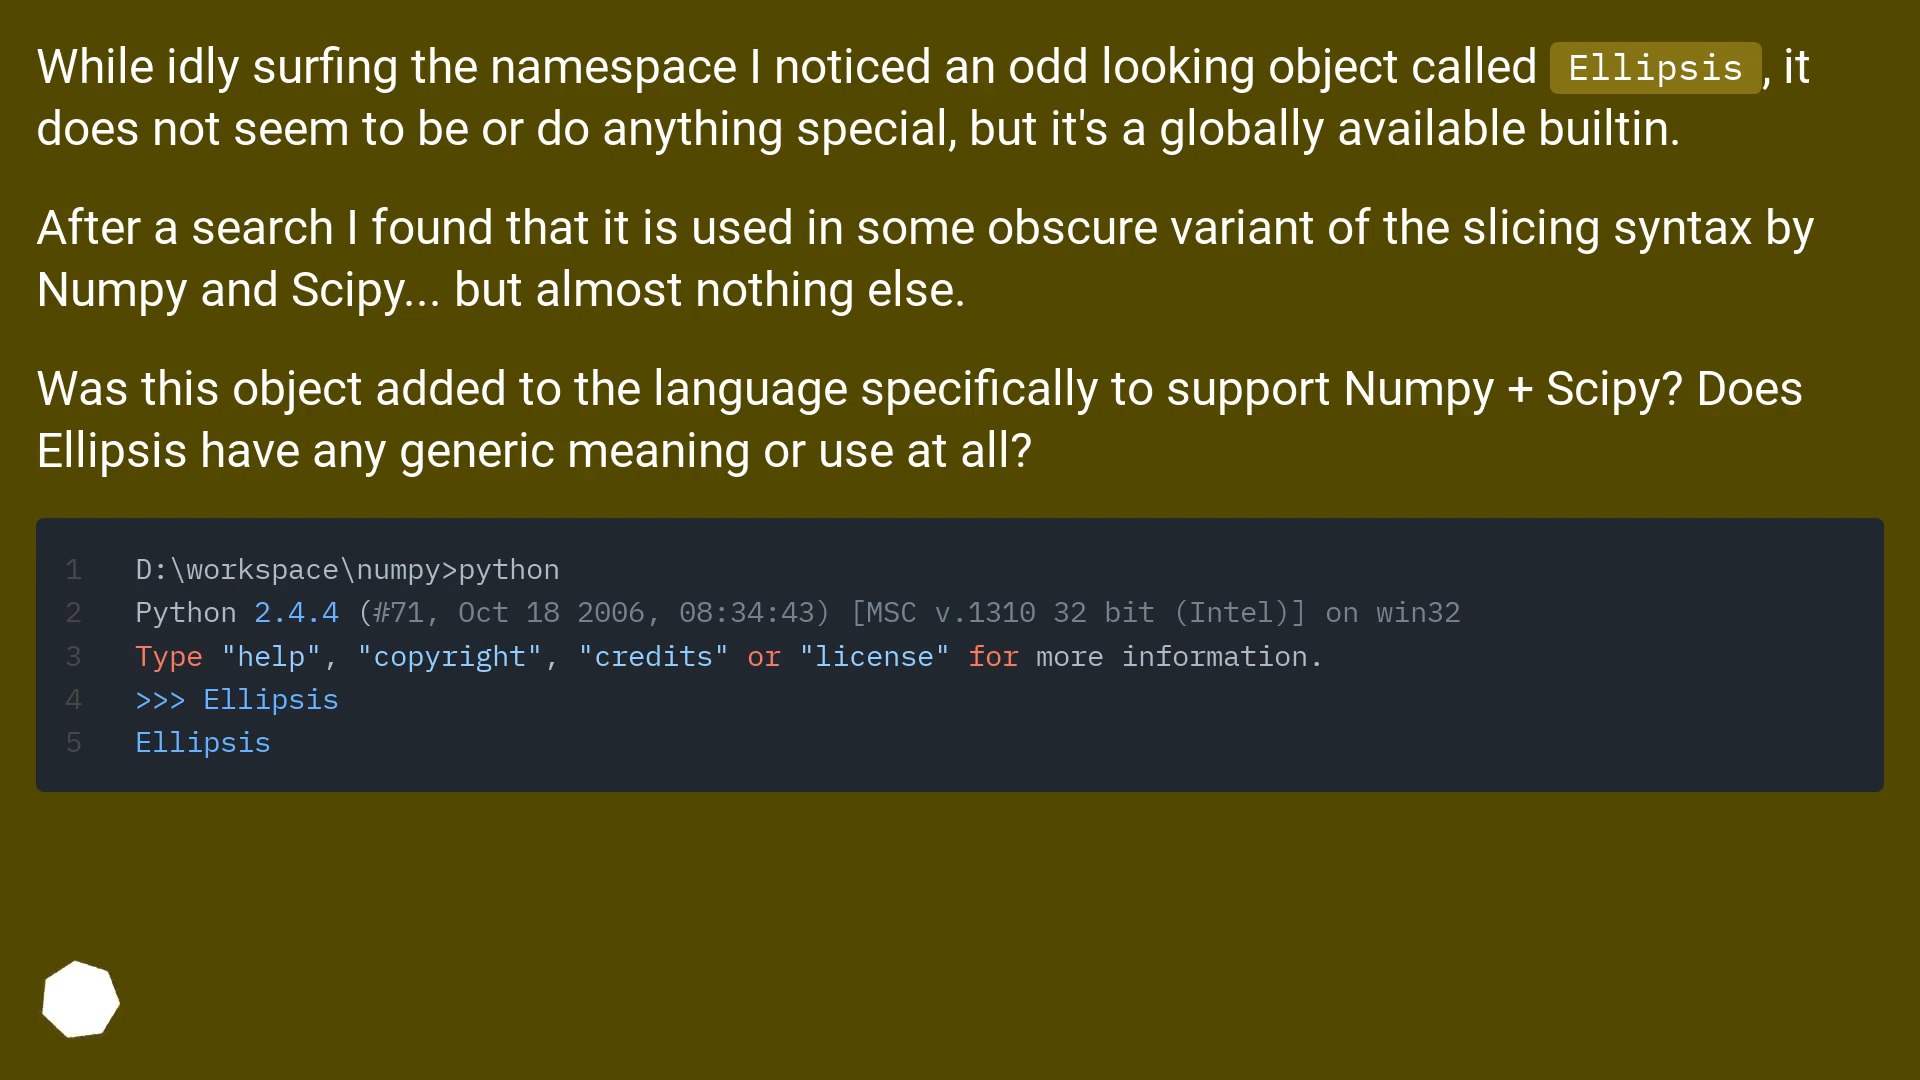 While idly surfing the namespace I noticed an odd looking object called Ellipsis, it
does not seem to be or do anything special, but it's a globally available builtin.
After a search I found that it is used in some obscure variant of the slicing syntax by
Numpy and Scipy... but almost nothing else.
Was this object added to the language specifically to support Numpy + Scipy? Does
Ellipsis have any generic meaning or use at all?
1 D:\workspace\numpy>python
2 Python 2.4.4 (#71, Oct 18 2006, 08:34:43) [MSC v.1310 32 bit (Intel)] on win32
3 Type "help", "copyright", "credits" or "license" for more information.
4 >>> Ellipsis
5 Ellipsis